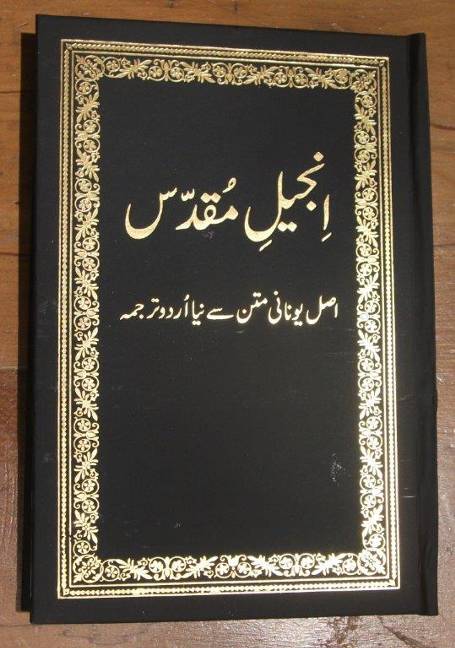 اِنجیلِ مُقدّس
اصل یونانی متن سے نیا اُردو ترجمہ